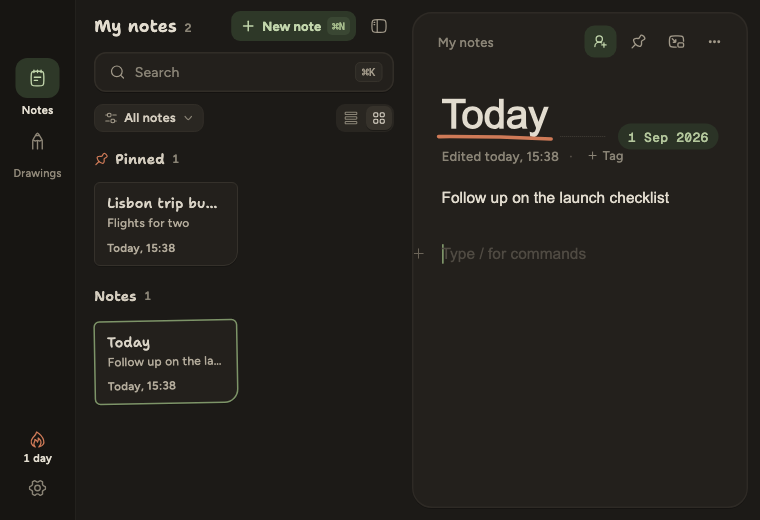 Notes
Drawings
1 day
My notes 2
New note ⌘N
Search ⌘K
All notes
Pinned 1
Lisbon trip bu...
Flights for two
Today, 15:38
Notes 1
Today
Follow up on the la...
Today, 15:38
My notes
Today
1 Sep 2026
Edited today, 15:38 · + Tag
Follow up on the launch checklist
Type / for commands